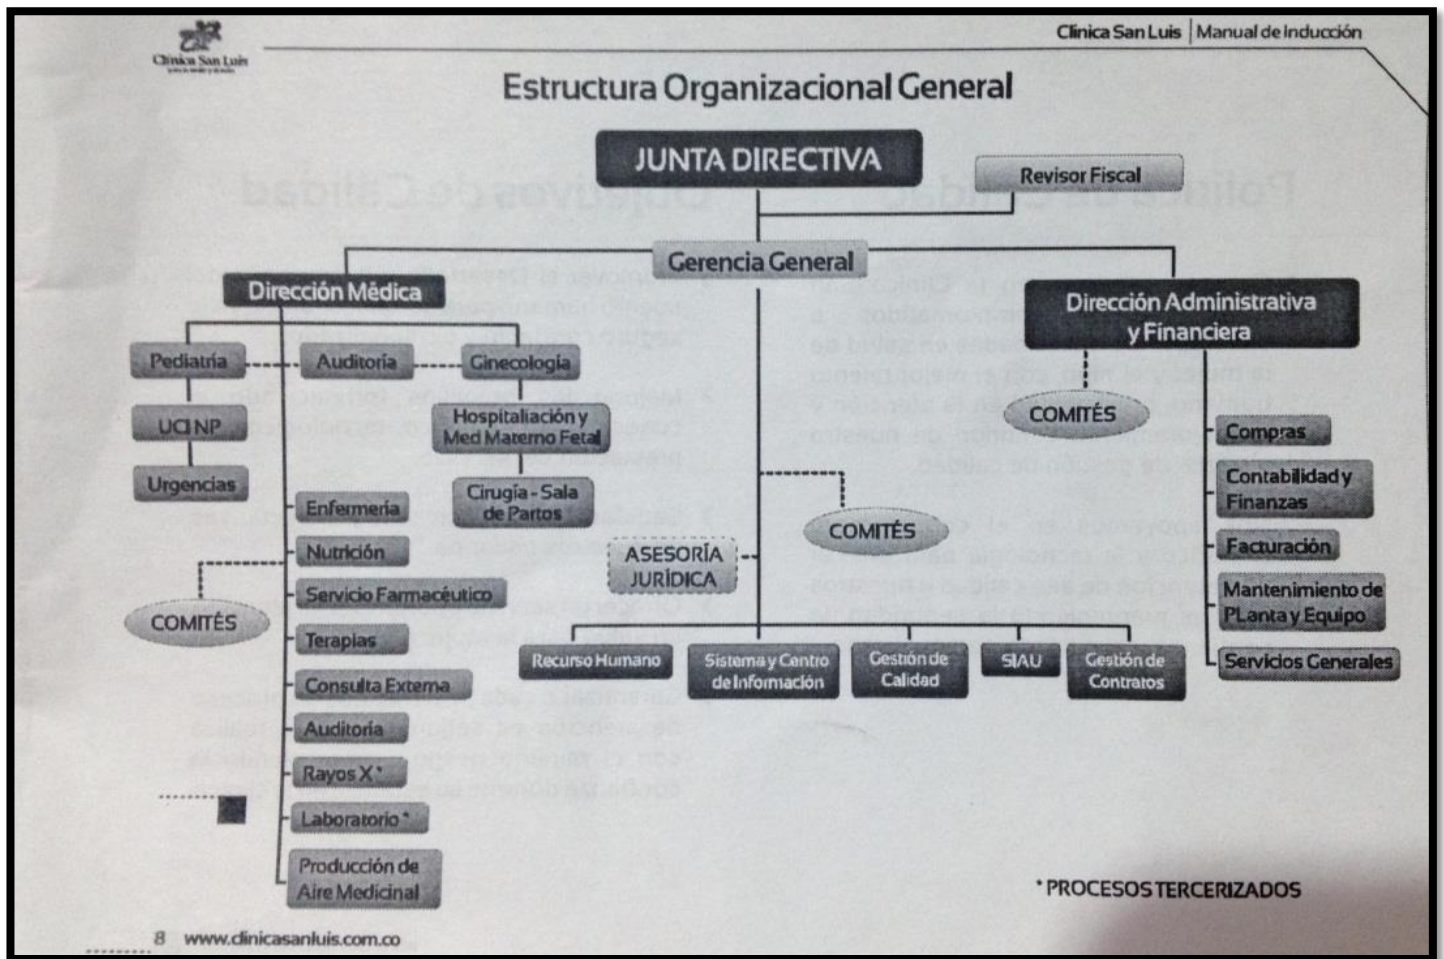 Clínica San Luis
Clínica San Luis | Manual de Inducción
Estructura Organizacional General
JUNTA DIRECTIVA
Revisor Fiscal
Gerencia General
Dirección Médica
Dirección Administrativa
y Financiera
Pediatría
Auditoría
Ginecología
UCI NP
Hospitaliación y
Med Materno Fetal
Urgencias
Cirugía - Sala
de Partos
Enfermería
Nutrición
Servicio Farmacéutico
Terapias
Consulta Externa
Auditoría
Rayos X *
Laboratorio *
Producción de
Aire Medicinal
COMITÉS
ASESORÍA
JURÍDICA
COMITÉS
Recurso Humano
Sistema y Centro
de Información
Gestión de
Calidad
SIAU
Gestión de
Contratos
COMITÉS
Compras
Contabilidad y
Finanzas
Facturación
Mantenimiento de
PLanta y Equipo
Servicios Generales
* PROCESOS TERCERIZADOS
8 www.clinicasanluis.com.co